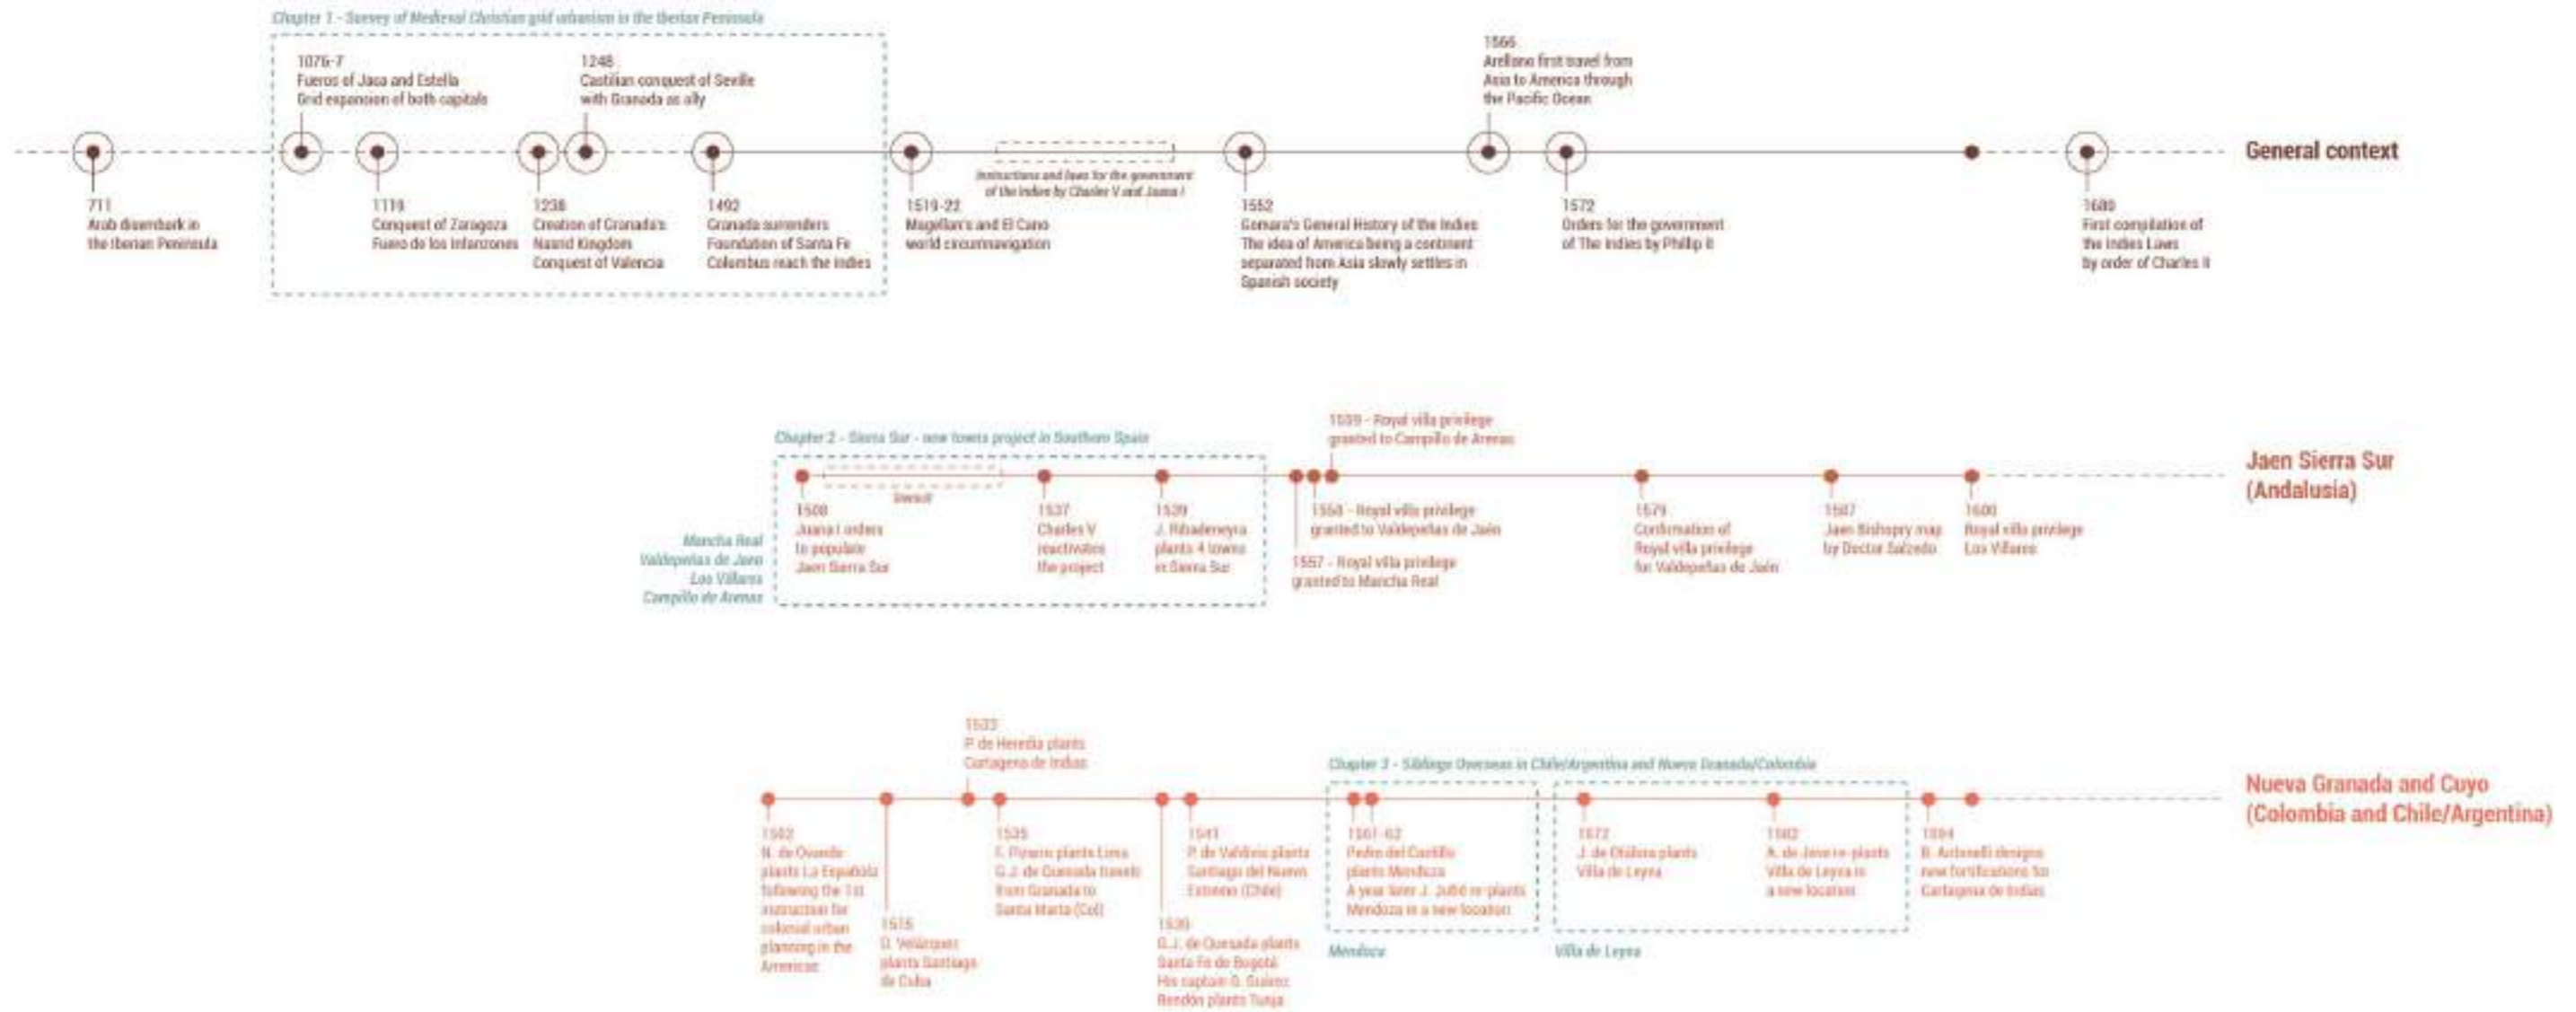 Chapter 1 - Survey of Medieval Christian grid urbanism in the Iberian Peninsula
1076-7
Fueros of Jaca and Estella
Grid expansion of both capitals
1248
Castilian conquest of Seville
with Granada as ally
1566
Arellano first travel from
Asia to America through
the Pacific Ocean
General context
711
Arab disembark in
the Iberian Peninsula
1119
Conquest of Zaragoza
Fuero de los Infanzones
1238
Creation of Granada's
Nasrid Kingdom
Conquest of Valencia
1492
Granada surrenders
Foundation of Santa Fe
Columbus reach the Indies
1519-22
Magellan's and El Cano
world circumnavigation
Instructions and laws for the government
of the Indies by Charles V and Juana I
1552
Gomara's General History of the Indies
The idea of America being a continent
separated from Asia slowly settles in
Spanish society
1572
Orders for the government
of The Indies by Phillip II
1680
First compilation of
the Indies Laws
by order of Charles II
Chapter 2 - Sierra Sur - new towns project in Southern Spain
1559 - Royal villa privilege
granted to Campillo de Arenas
Jaen Sierra Sur
(Andalusia)
Mancha Real
Valdepeñas de Jaen
Los Villares
Campillo de Arenas
1508
Juana I orders
to populate
Jaen Sierra Sur
lawsuit
1537
Charles V
reactivates
the project
1539
J. Ribadeneyra
plants 4 towns
in Sierra Sur
1558 - Royal villa privilege
granted to Valdepeñas de Jaén
1557 - Royal villa privilege
granted to Mancha Real
1579
Confirmation of
Royal villa privilege
for Valdepeñas de Jaén
1587
Jaen Bishopry map
by Doctor Salzedo
1600
Royal villa privilege
Los Villares
1533
P. de Heredia plants
Cartagena de Indias
Chapter 3 - Siblings Overseas in Chile/Argentina and Nueva Granada/Colombia
Nueva Granada and Cuyo
(Colombia and Chile/Argentina)
1502
N. de Ovando
plants La Española
following the 1st
instruction for
colonial urban
planning in the
Americas
1515
D. Velázquez
plants Santiago
de Cuba
1535
F. Pizarro plants Lima
G.J. de Quesada travels
from Granada to
Santa Marta (Col)
1539
G.J. de Quesada plants
Santa Fe de Bogotá
His captain G. Suárez
Rendón plants Tunja
1541
P. de Valdivia plants
Santiago del Nuevo
Extremo (Chile)
1561-62
Pedro del Castillo
plants Mendoza
A year later J. Jufré re-plants
Mendoza in a new location
Mendoza
1572
J. de Otálora plants
Villa de Leyva
1582
A. de Jove re-plants
Villa de Leyva in
a new location
Villa de Leyva
1594
B. Antonelli designs
new fortifications for
Cartagena de Indias